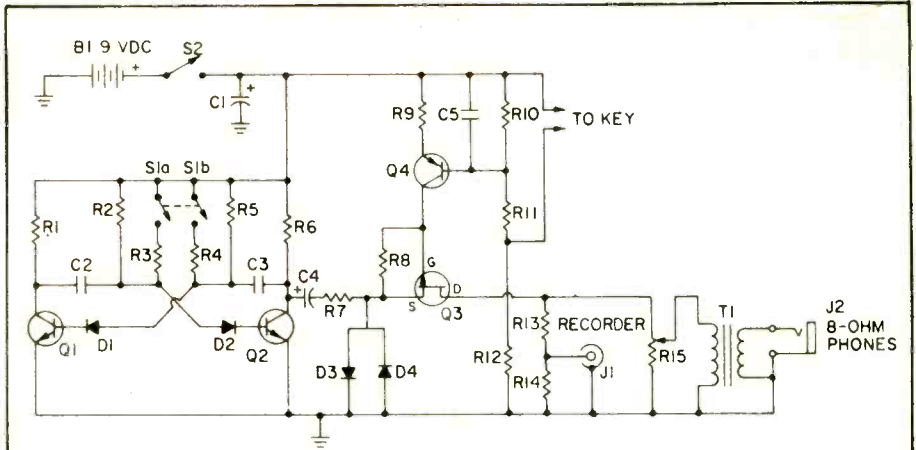 B1 9 VDC
S2
C1
R9
C5
R10
TO KEY
Q4
S1a
S1b
R1
R2
R5
R6
R11
R3
R4
R8
C2
C3
C4
G
R7
S
D
Q3
T1
J2
8-OHM
PHONES
R13
RECORDER
Q1
D1
D2
Q2
R12
R15
J1
D3
D4
R14